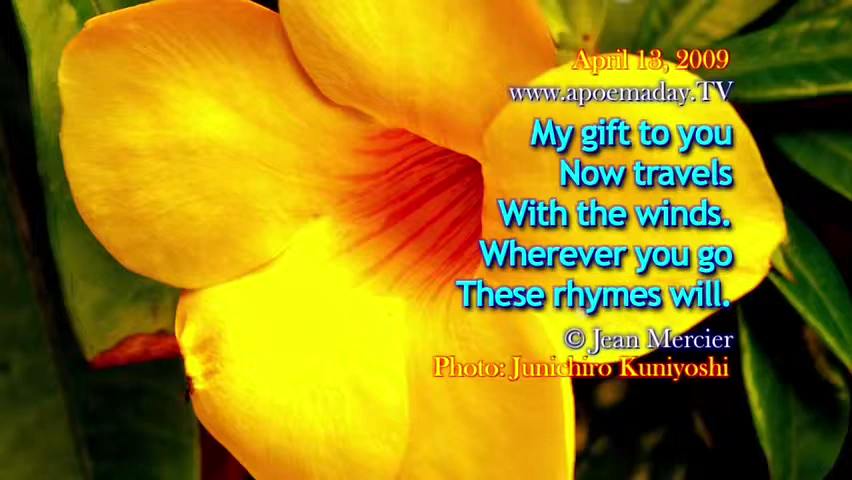 April 13, 2009
www.apoemaday.TV
My gift to you
Now travels
With the winds.
Wherever you go
These rhymes will.
© Jean Mercier
Photo: Junichiro Kuniyoshi